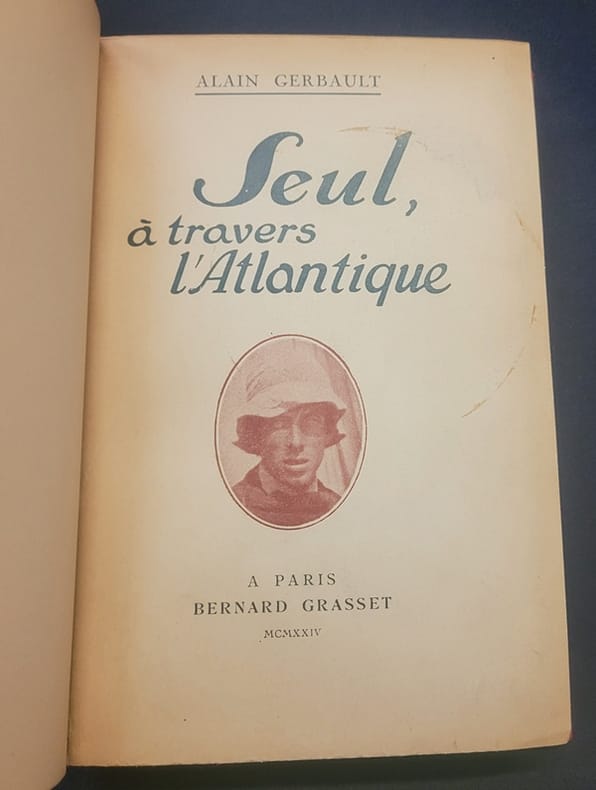 ALAIN GERBAULT
Seul,
à travers
l'Atlantique
A PARIS
BERNARD GRASSET
MCMXXIV